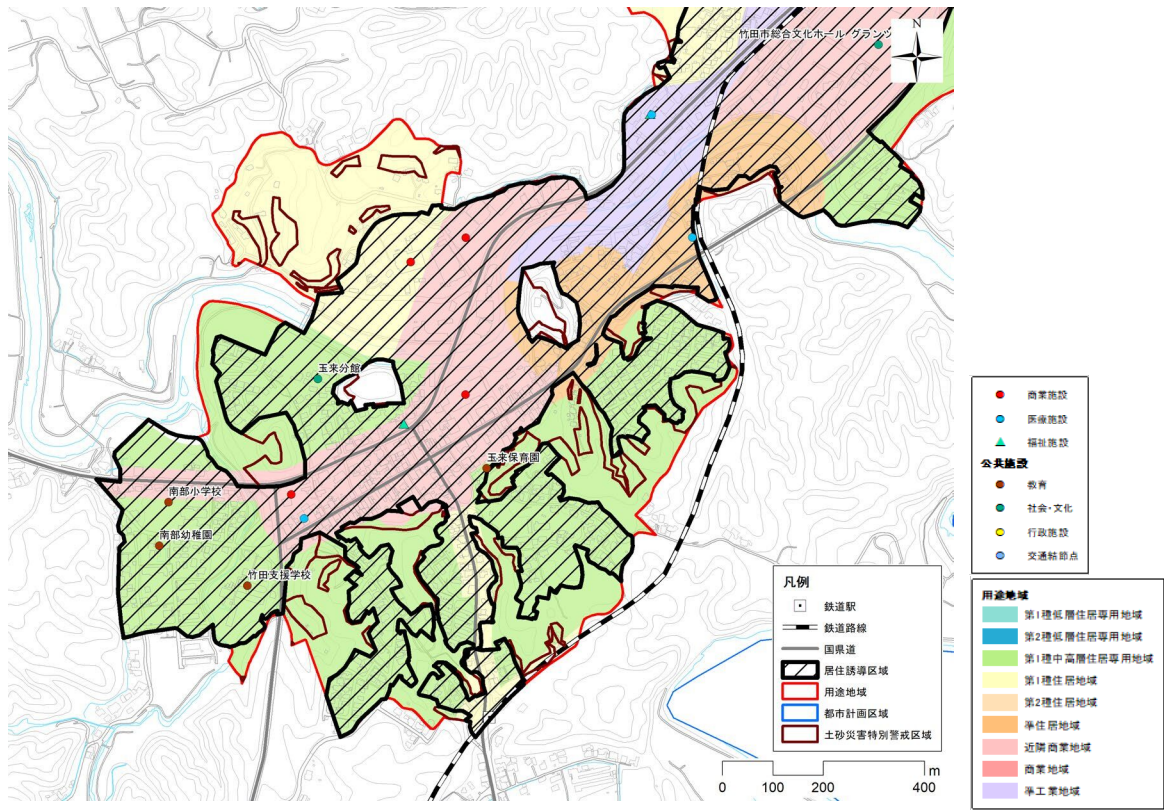 竹田市総合文化ホール グランツ
N
玉来分館
玉来保育園
南部小学校
南部幼稚園
竹田支援学校
凡例
鉄道駅
鉄道路線
国県道
居住誘導区域
用途地域
都市計画区域
土砂災害特別警戒区域
0 100 200 400 m
商業施設
医療施設
福祉施設
公共施設
教育
社会・文化
行政施設
交通結節点
用途地域
第1種低層住居専用地域
第2種低層住居専用地域
第1種中高層住居専用地域
第1種住居地域
第2種住居地域
準住居地域
近隣商業地域
商業地域
準工業地域